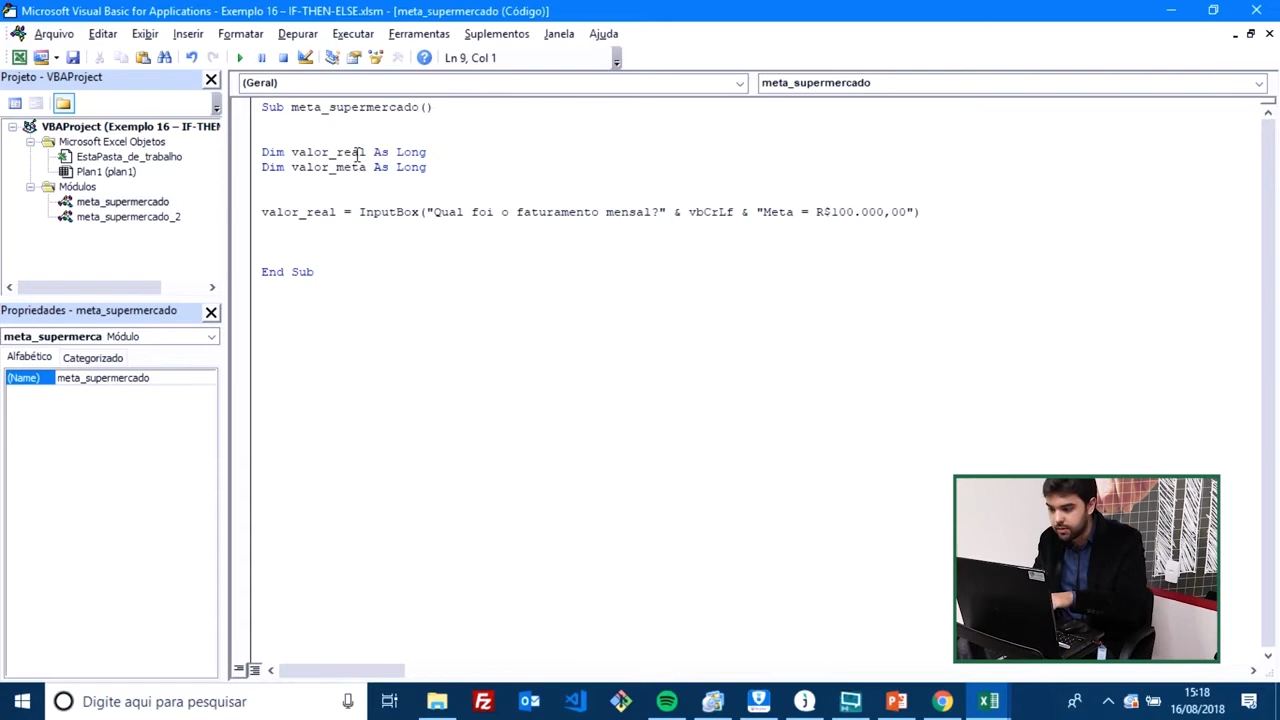 Microsoft Visual Basic for Applications - Exemplo 16 – IF-THEN-ELSE.xlsm - [meta_supermercado (Código)]
Arquivo Editar Exibir Inserir Formatar Depurar Executar Ferramentas Suplementos Janela Ajuda
Ln 9, Col 1
Projeto - VBAProject
VBAProject (Exemplo 16 – IF-THEN
Microsoft Excel Objetos
EstaPasta_de_trabalho
Plan1 (plan1)
Módulos
meta_supermercado
meta_supermercado_2
Propriedades - meta_supermercado
meta_supermerca Módulo
Alfabético Categorizado
(Name) meta_supermercado
(Geral) meta_supermercado
Sub meta_supermercado()
Dim valor_real As Long
Dim valor_meta As Long
valor_real = InputBox("Qual foi o faturamento mensal?" & vbCrLf & "Meta = R$100.000,00")
End Sub
Digite aqui para pesquisar
15:18
16/08/2018